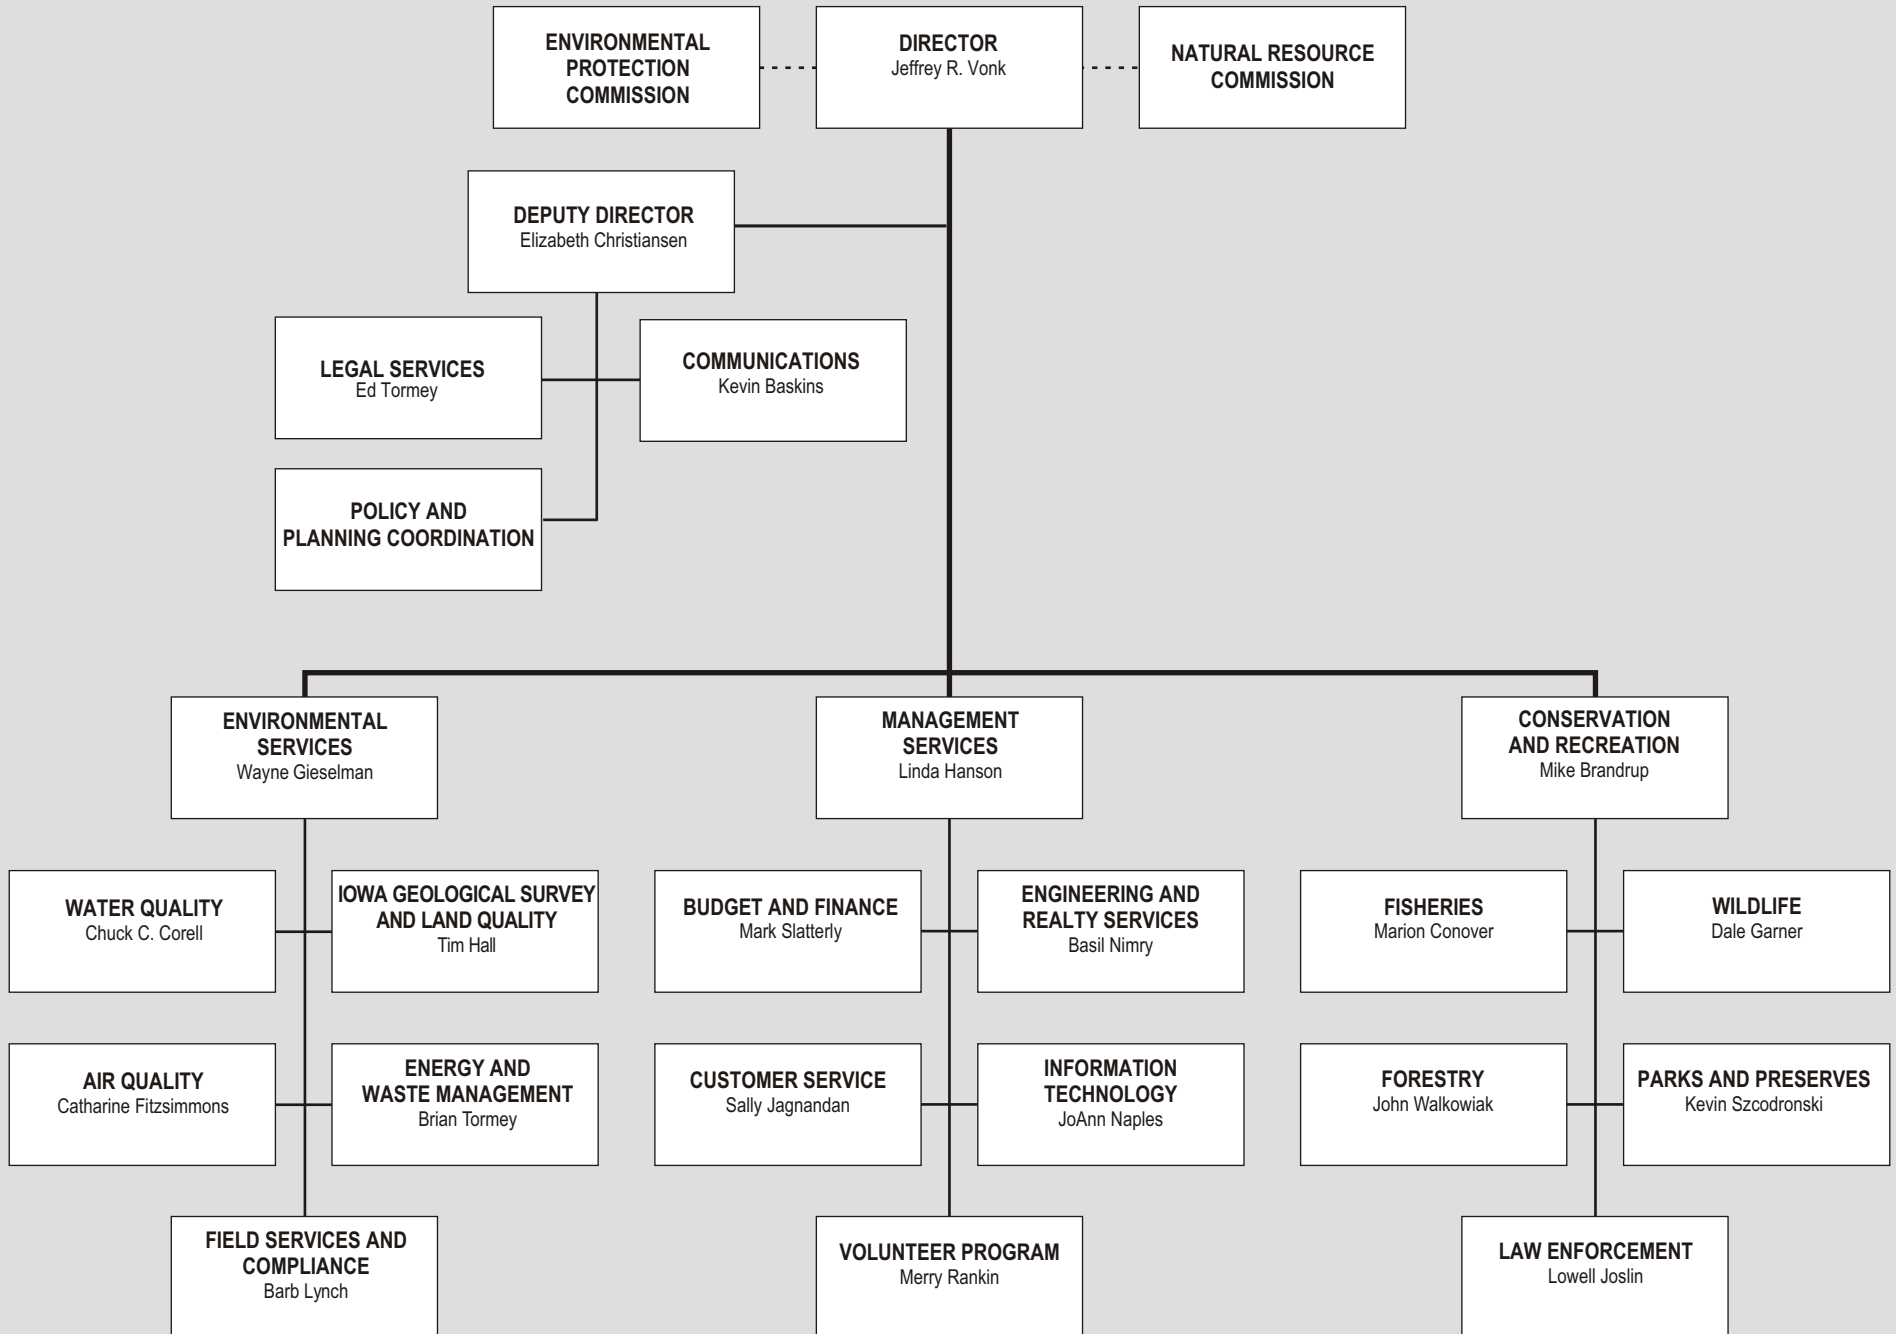 ENVIRONMENTAL
PROTECTION
COMMISSION
DIRECTOR
Jeffrey R. Vonk
NATURAL RESOURCE
COMMISSION
DEPUTY DIRECTOR
Elizabeth Christiansen
LEGAL SERVICES
Ed Tormey
COMMUNICATIONS
Kevin Baskins
POLICY AND
PLANNING COORDINATION
ENVIRONMENTAL
SERVICES
Wayne Gieselman
MANAGEMENT
SERVICES
Linda Hanson
CONSERVATION
AND RECREATION
Mike Brandrup
WATER QUALITY
Chuck C. Corell
IOWA GEOLOGICAL SURVEY
AND LAND QUALITY
Tim Hall
BUDGET AND FINANCE
Mark Slatterly
ENGINEERING AND
REALTY SERVICES
Basil Nimry
FISHERIES
Marion Conover
WILDLIFE
Dale Garner
AIR QUALITY
Catharine Fitzsimmons
ENERGY AND
WASTE MANAGEMENT
Brian Tormey
CUSTOMER SERVICE
Sally Jagnandan
INFORMATION
TECHNOLOGY
JoAnn Naples
FORESTRY
John Walkowiak
PARKS AND PRESERVES
Kevin Szcodronski
FIELD SERVICES AND
COMPLIANCE
Barb Lynch
VOLUNTEER PROGRAM
Merry Rankin
LAW ENFORCEMENT
Lowell Joslin